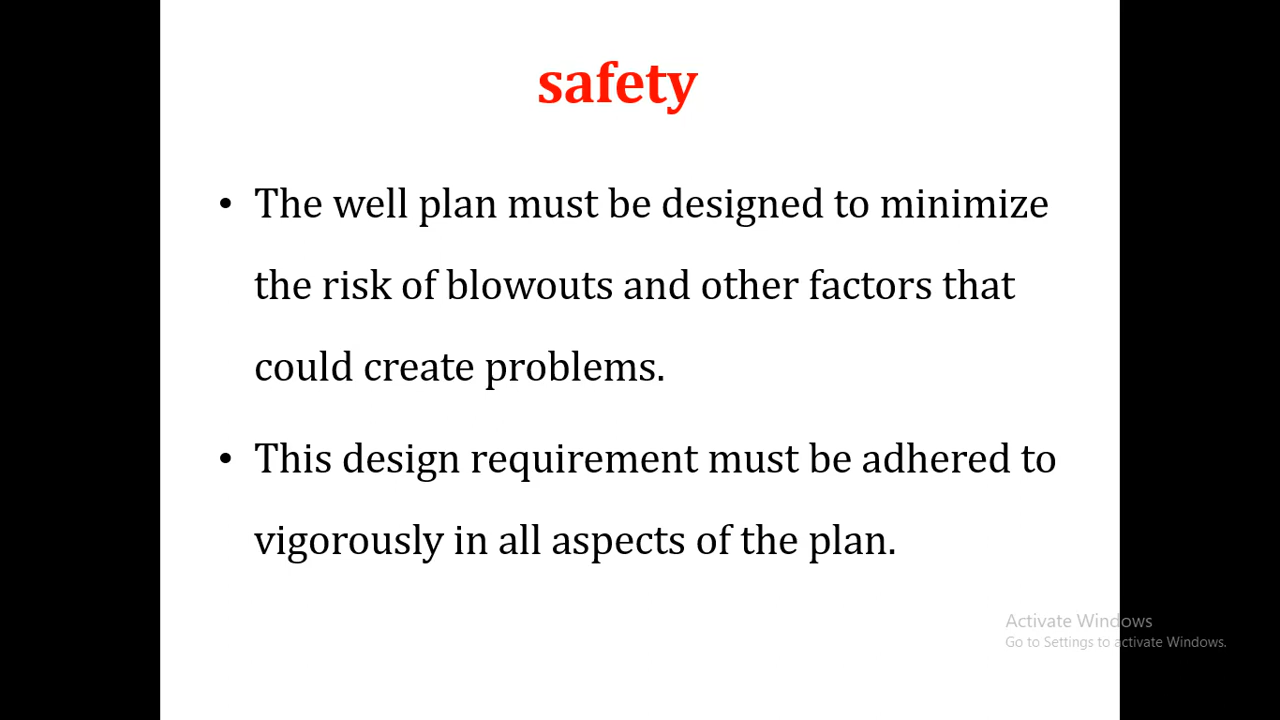 safety
• The well plan must be designed to minimize
the risk of blowouts and other factors that
could create problems.
• This design requirement must be adhered to
vigorously in all aspects of the plan.
Activate Windows
Go to Settings to activate Windows.